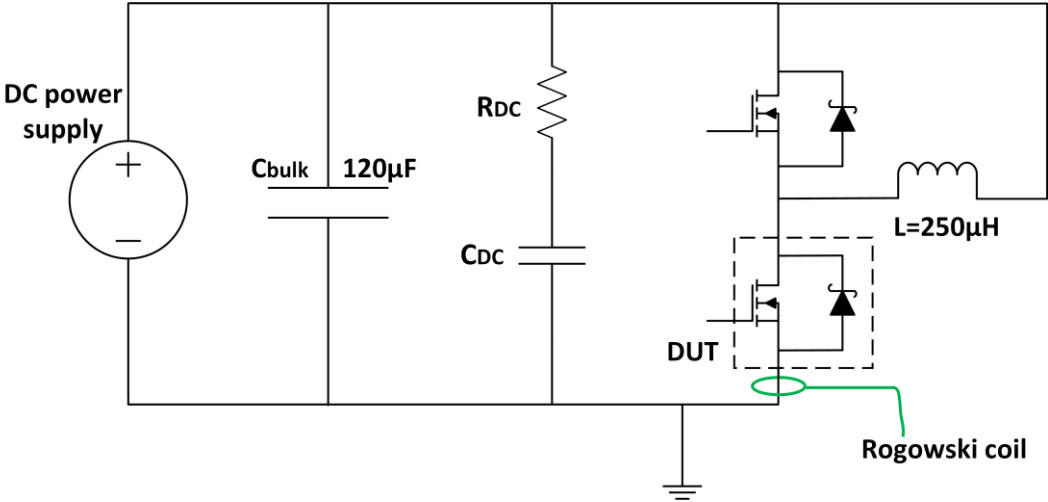 DC power
supply
Cbulk 120µF
RDC
CDC
L=250µH
DUT
Rogowski coil